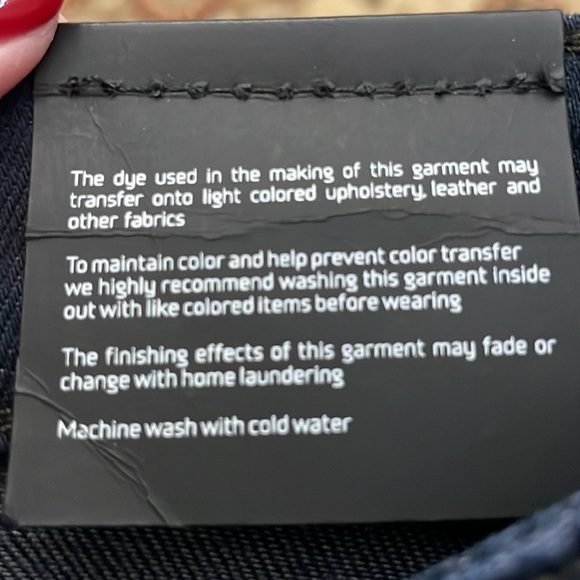 The dye used in the making of this garment may
transfer onto light colored upholstery, leather and
other fabrics
To maintain color and help prevent color transfer
we highly recommend washing this garment inside
out with like colored items before wearing
The finishing effects of this garment may fade or
change with home laundering
Machine wash with cold water